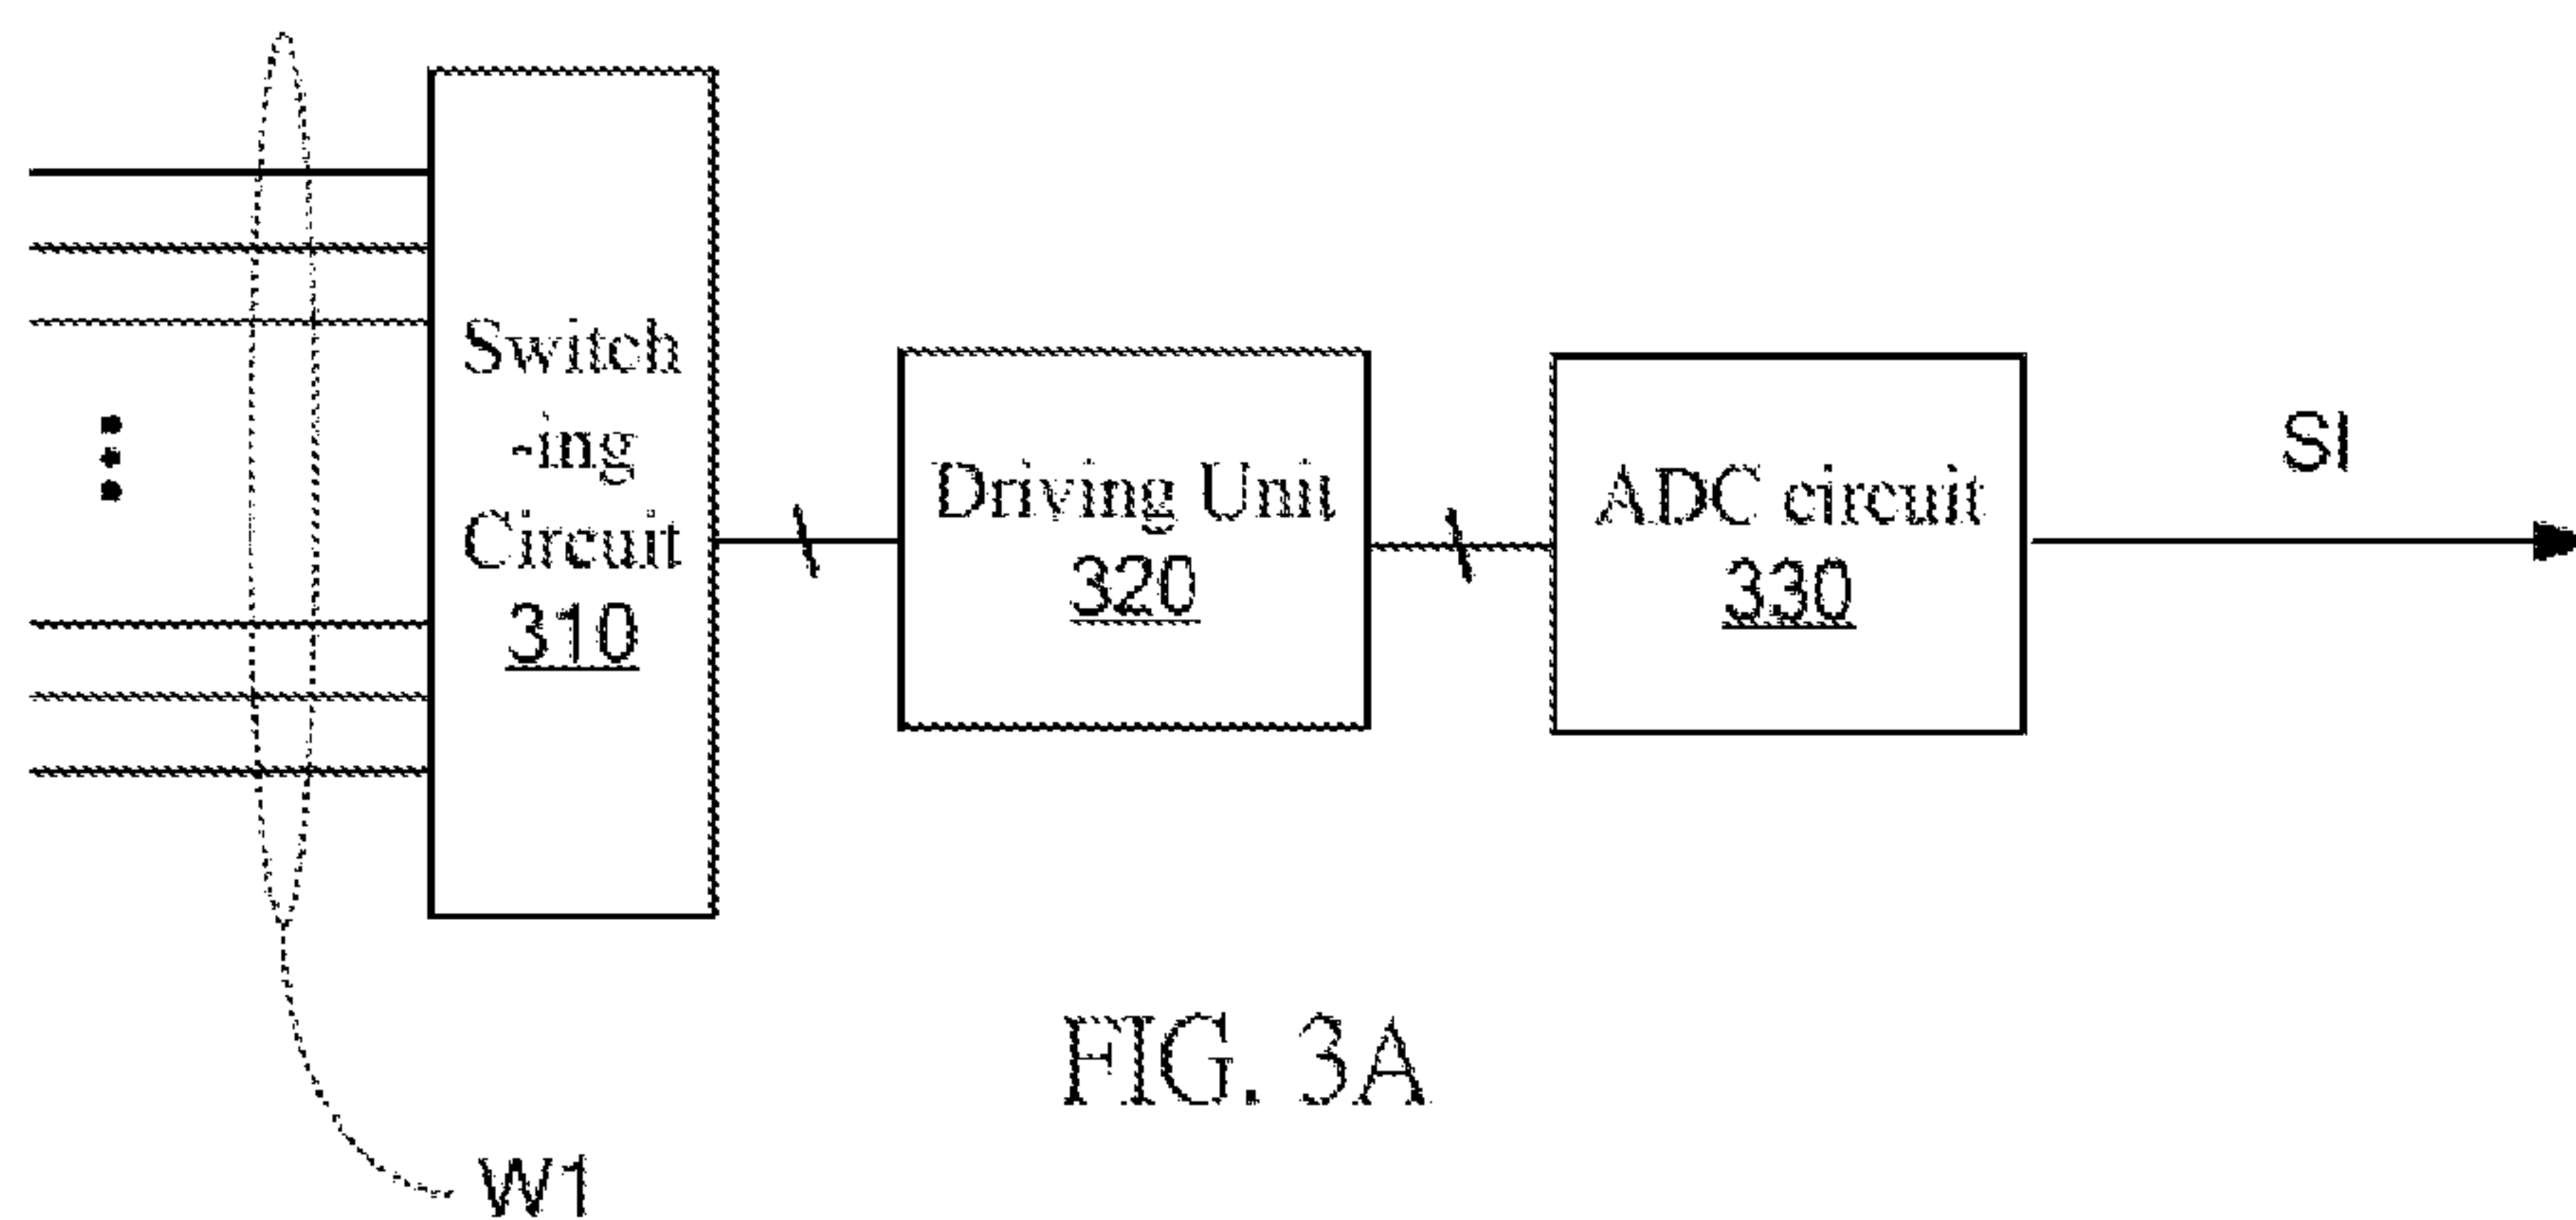 Switch
-ing
Circuit
310
Driving Unit
320
ADC circuit
330
SI
FIG. 3A
W1